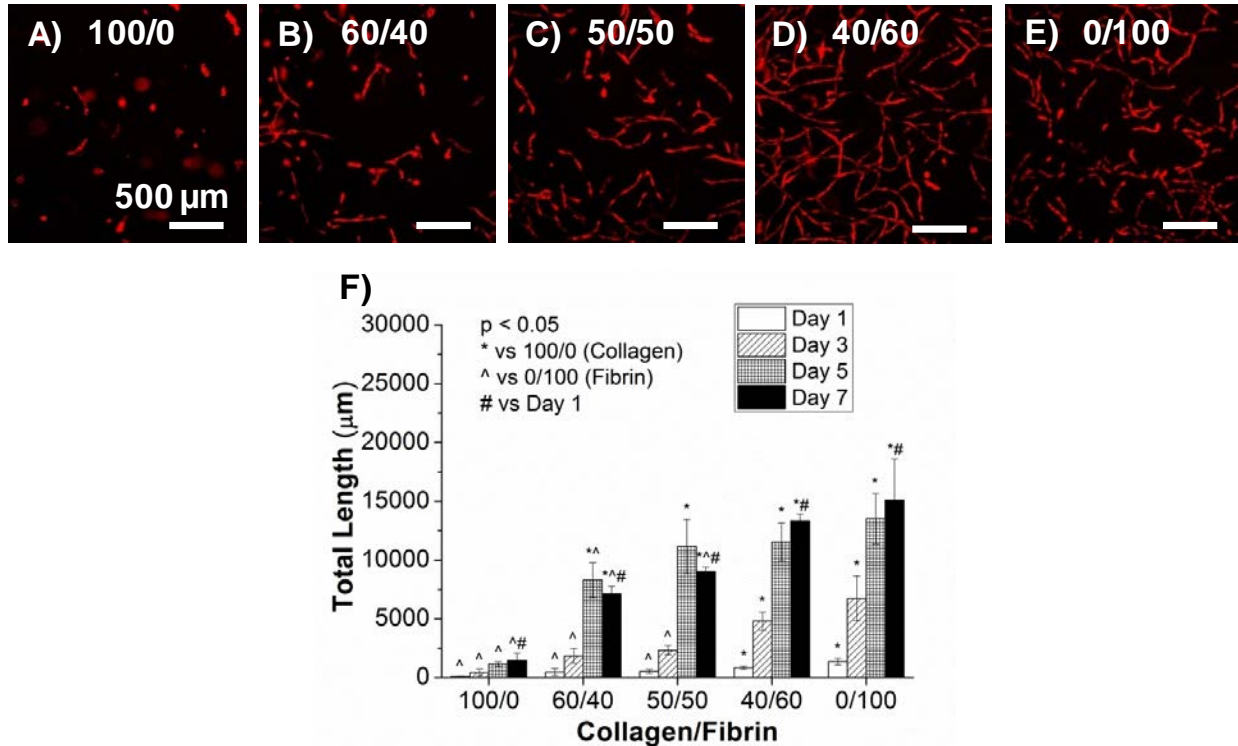 A) 100/0
B) 60/40
C) 50/50
D) 40/60
E) 0/100
500 µm
F)
30000
25000
20000
15000
10000
5000
0
Total Length (µm)
p < 0.05
* vs 100/0 (Collagen)
^ vs 0/100 (Fibrin)
# vs Day 1
Day 1
Day 3
Day 5
Day 7
^ ^ ^ ^#
^ ^ *^ *^#
^ ^ * *^#
* * * *#
* * * *#
100/0 60/40 50/50 40/60 0/100
Collagen/Fibrin